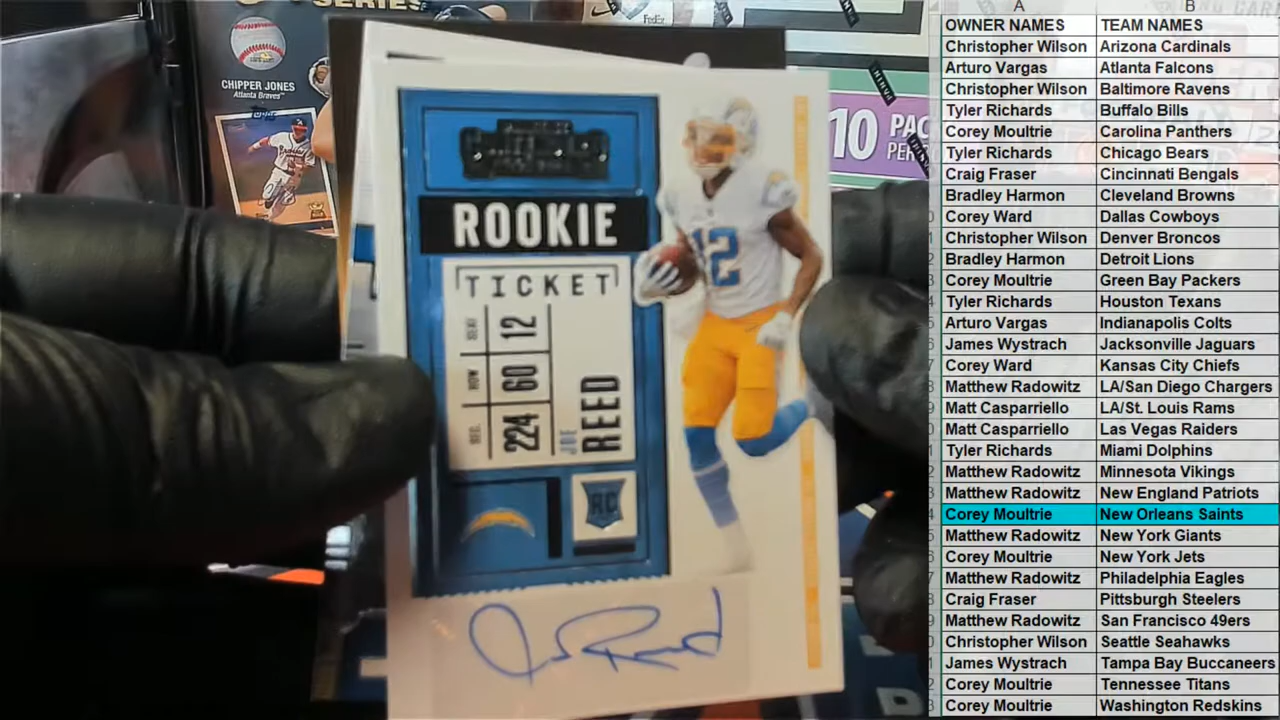 SERIES
FedEx
CHIPPER JONES
Atlanta Braves
10 PAC
PER
ROOKIE
TICKET
SEAT 12
ROW 60
SEC. 224
JOE
REED
12
RC
A B
OWNER NAMES TEAM NAMES
Christopher Wilson Arizona Cardinals
Arturo Vargas Atlanta Falcons
Christopher Wilson Baltimore Ravens
Tyler Richards Buffalo Bills
Corey Moultrie Carolina Panthers
Tyler Richards Chicago Bears
Craig Fraser Cincinnati Bengals
Bradley Harmon Cleveland Browns
Corey Ward Dallas Cowboys
Christopher Wilson Denver Broncos
Bradley Harmon Detroit Lions
Corey Moultrie Green Bay Packers
Tyler Richards Houston Texans
Arturo Vargas Indianapolis Colts
James Wystrach Jacksonville Jaguars
Corey Ward Kansas City Chiefs
Matthew Radowitz LA/San Diego Chargers
Matt Casparriello LA/St. Louis Rams
Matt Casparriello Las Vegas Raiders
Tyler Richards Miami Dolphins
Matthew Radowitz Minnesota Vikings
Matthew Radowitz New England Patriots
Corey Moultrie New Orleans Saints
Matthew Radowitz New York Giants
Corey Moultrie New York Jets
Matthew Radowitz Philadelphia Eagles
Craig Fraser Pittsburgh Steelers
Matthew Radowitz San Francisco 49ers
Christopher Wilson Seattle Seahawks
James Wystrach Tampa Bay Buccaneers
Corey Moultrie Tennessee Titans
Corey Moultrie Washington Redskins